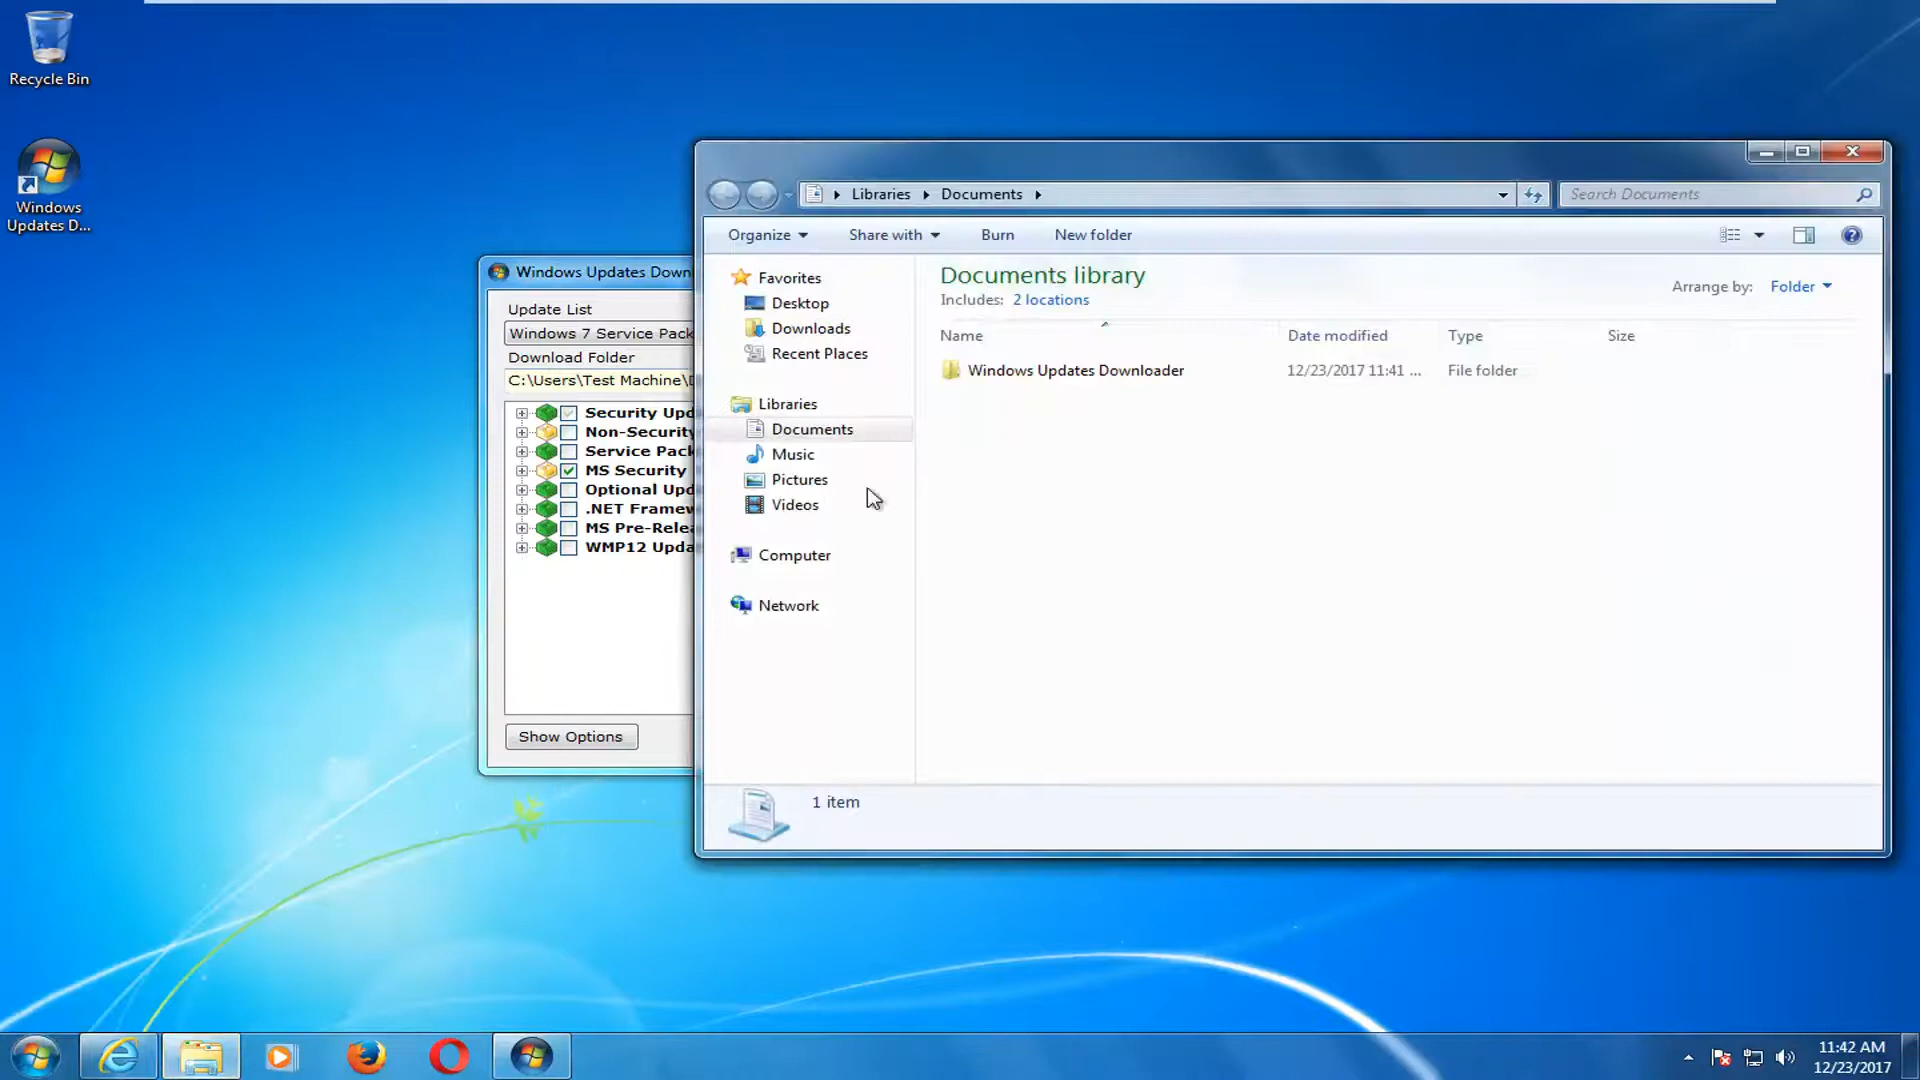 Recycle Bin
Windows
Updates D...
Windows Updates Down
Update List
Windows 7 Service Pack
Download Folder
C:\Users\Test Machine\D
Security Upd
Non-Security
Service Pack
MS Security
Optional Upd
.NET Framew
MS Pre-Relea
WMP12 Upda
Show Options
Libraries
Documents
Search Documents
Organize
Share with
Burn
New folder
Favorites
Desktop
Downloads
Recent Places
Libraries
Documents
Music
Pictures
Videos
Computer
Network
Documents library
Includes: 2 locations
Arrange by: Folder
Name Date modified Type Size
Windows Updates Downloader 12/23/2017 11:41 ... File folder
1 item
11:42 AM
12/23/2017